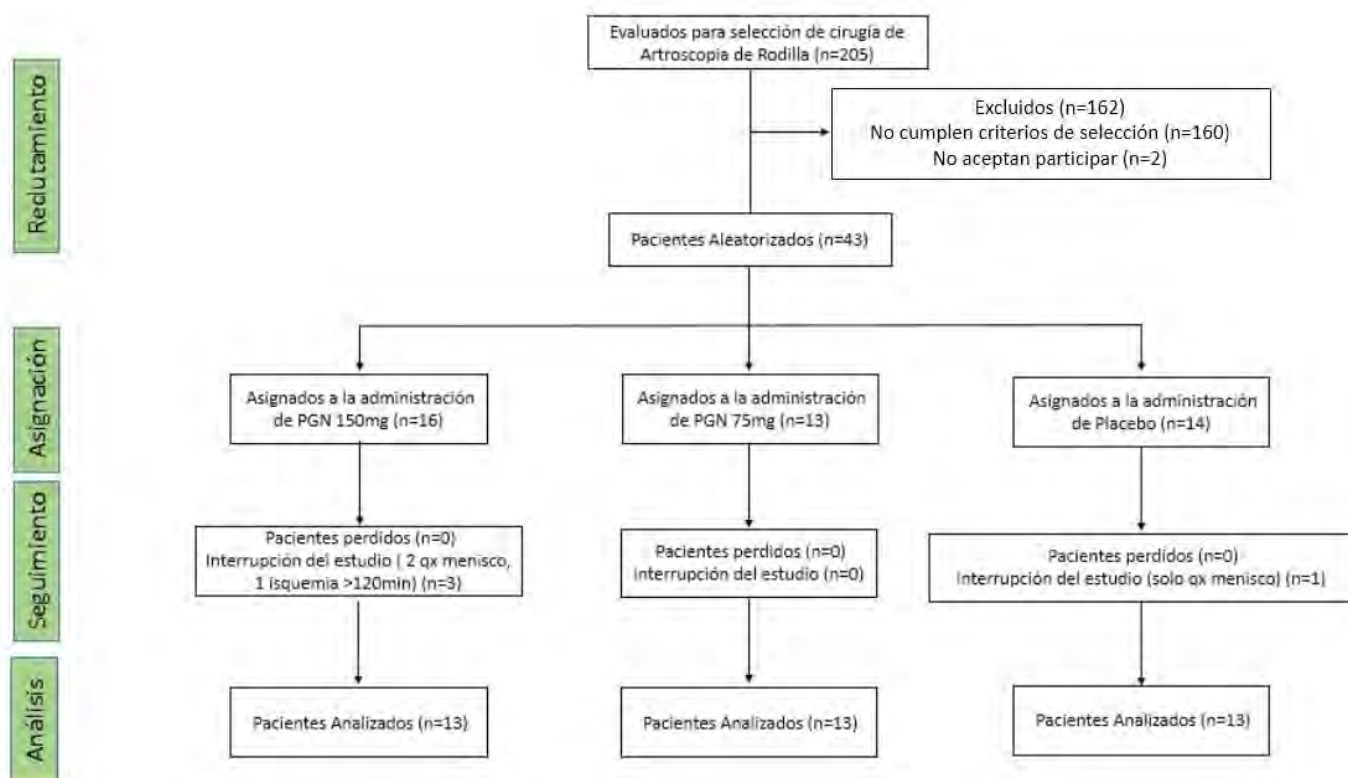 Evaluados para selección de cirugía de
Artroscopia de Rodilla (n=205)
Reclutamiento
Excluidos (n=162)
No cumplen criterios de selección (n=160)
No aceptan participar (n=2)
Pacientes Aleatorizados (n=43)
Asignación
Asignados a la administración
de PGN 150mg (n=16)
Asignados a la administración
de PGN 75mg (n=13)
Asignados a la administración
de Placebo (n=14)
Seguimiento
Pacientes perdidos (n=0)
Interrupción del estudio ( 2 qx menisco,
1 isquemia >120min) (n=3)
Pacientes perdidos (n=0)
Interrupción del estudio (n=0)
Pacientes perdidos (n=0)
Interrupción del estudio (solo qx menisco) (n=1)
Análisis
Pacientes Analizados (n=13)
Pacientes Analizados (n=13)
Pacientes Analizados (n=13)